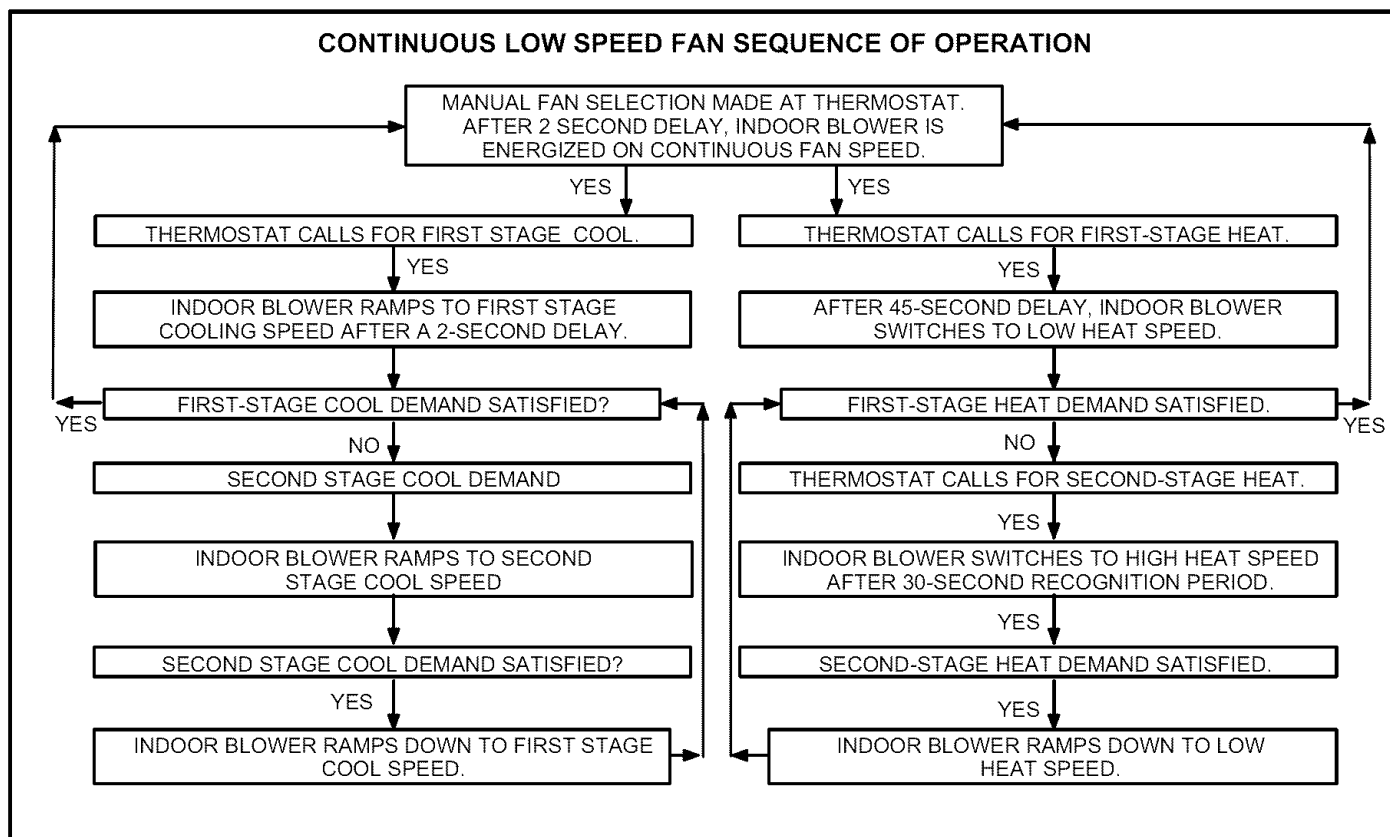 CONTINUOUS LOW SPEED FAN SEQUENCE OF OPERATION
MANUAL FAN SELECTION MADE AT THERMOSTAT.
AFTER 2 SECOND DELAY, INDOOR BLOWER IS
ENERGIZED ON CONTINUOUS FAN SPEED.
YES
YES
THERMOSTAT CALLS FOR FIRST STAGE COOL.
YES
INDOOR BLOWER RAMPS TO FIRST STAGE
COOLING SPEED AFTER A 2-SECOND DELAY.
FIRST-STAGE COOL DEMAND SATISFIED?
YES
NO
SECOND STAGE COOL DEMAND
INDOOR BLOWER RAMPS TO SECOND
STAGE COOL SPEED
SECOND STAGE COOL DEMAND SATISFIED?
YES
INDOOR BLOWER RAMPS DOWN TO FIRST STAGE
COOL SPEED.
THERMOSTAT CALLS FOR FIRST-STAGE HEAT.
YES
AFTER 45-SECOND DELAY, INDOOR BLOWER
SWITCHES TO LOW HEAT SPEED.
FIRST-STAGE HEAT DEMAND SATISFIED.
YES
NO
THERMOSTAT CALLS FOR SECOND-STAGE HEAT.
YES
INDOOR BLOWER SWITCHES TO HIGH HEAT SPEED
AFTER 30-SECOND RECOGNITION PERIOD.
YES
SECOND-STAGE HEAT DEMAND SATISFIED.
YES
INDOOR BLOWER RAMPS DOWN TO LOW
HEAT SPEED.